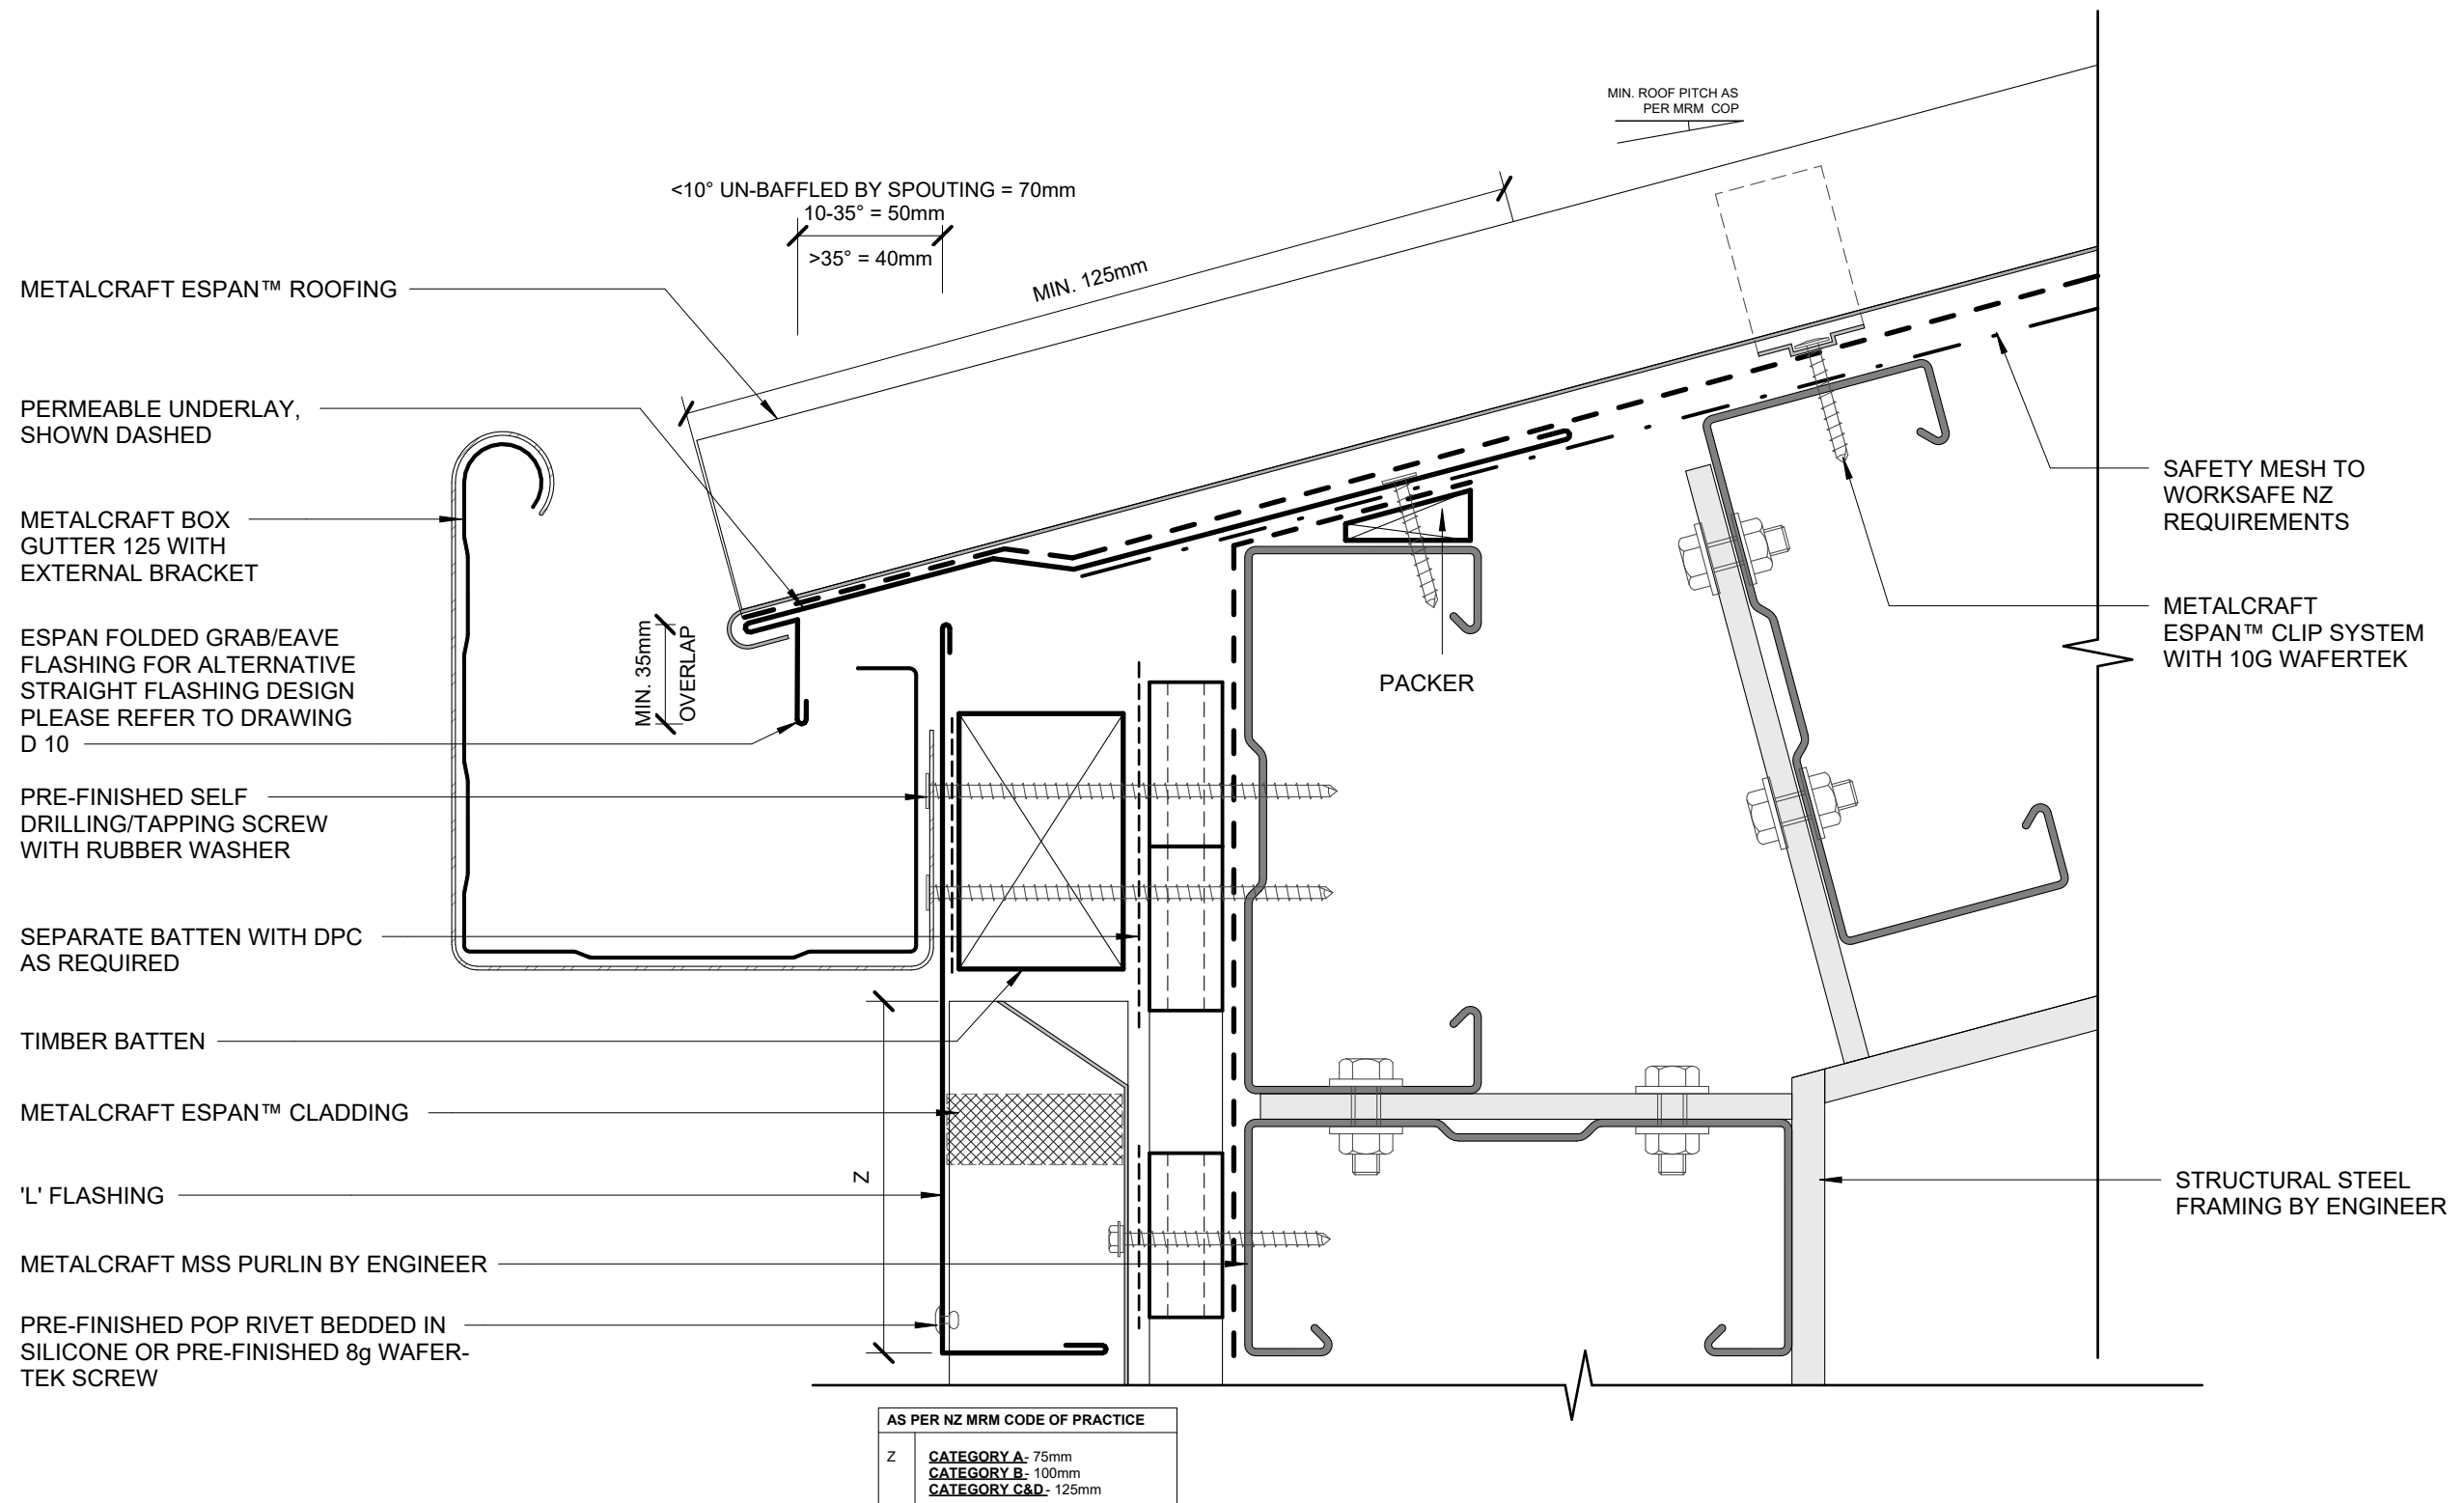 MIN. ROOF PITCH AS
PER MRM COP
<10° UN-BAFFLED BY SPOUTING = 70mm
10-35° = 50mm
>35° = 40mm
MIN. 125mm
METALCRAFT ESPAN™ ROOFING
PERMEABLE UNDERLAY,
SHOWN DASHED
METALCRAFT BOX
GUTTER 125 WITH
EXTERNAL BRACKET
ESPAN FOLDED GRAB/EAVE
FLASHING FOR ALTERNATIVE
STRAIGHT FLASHING DESIGN
PLEASE REFER TO DRAWING
D 10
MIN. 35mm
OVERLAP
PRE-FINISHED SELF
DRILLING/TAPPING SCREW
WITH RUBBER WASHER
SEPARATE BATTEN WITH DPC
AS REQUIRED
TIMBER BATTEN
METALCRAFT ESPAN™ CLADDING
'L' FLASHING
METALCRAFT MSS PURLIN BY ENGINEER
PRE-FINISHED POP RIVET BEDDED IN
SILICONE OR PRE-FINISHED 8g WAFER-
TEK SCREW
Z
PACKER
SAFETY MESH TO
WORKSAFE NZ
REQUIREMENTS
METALCRAFT
ESPAN™ CLIP SYSTEM
WITH 10G WAFERTEK
STRUCTURAL STEEL
FRAMING BY ENGINEER
AS PER NZ MRM CODE OF PRACTICE
Z CATEGORY A- 75mm
CATEGORY B- 100mm
CATEGORY C&D- 125mm